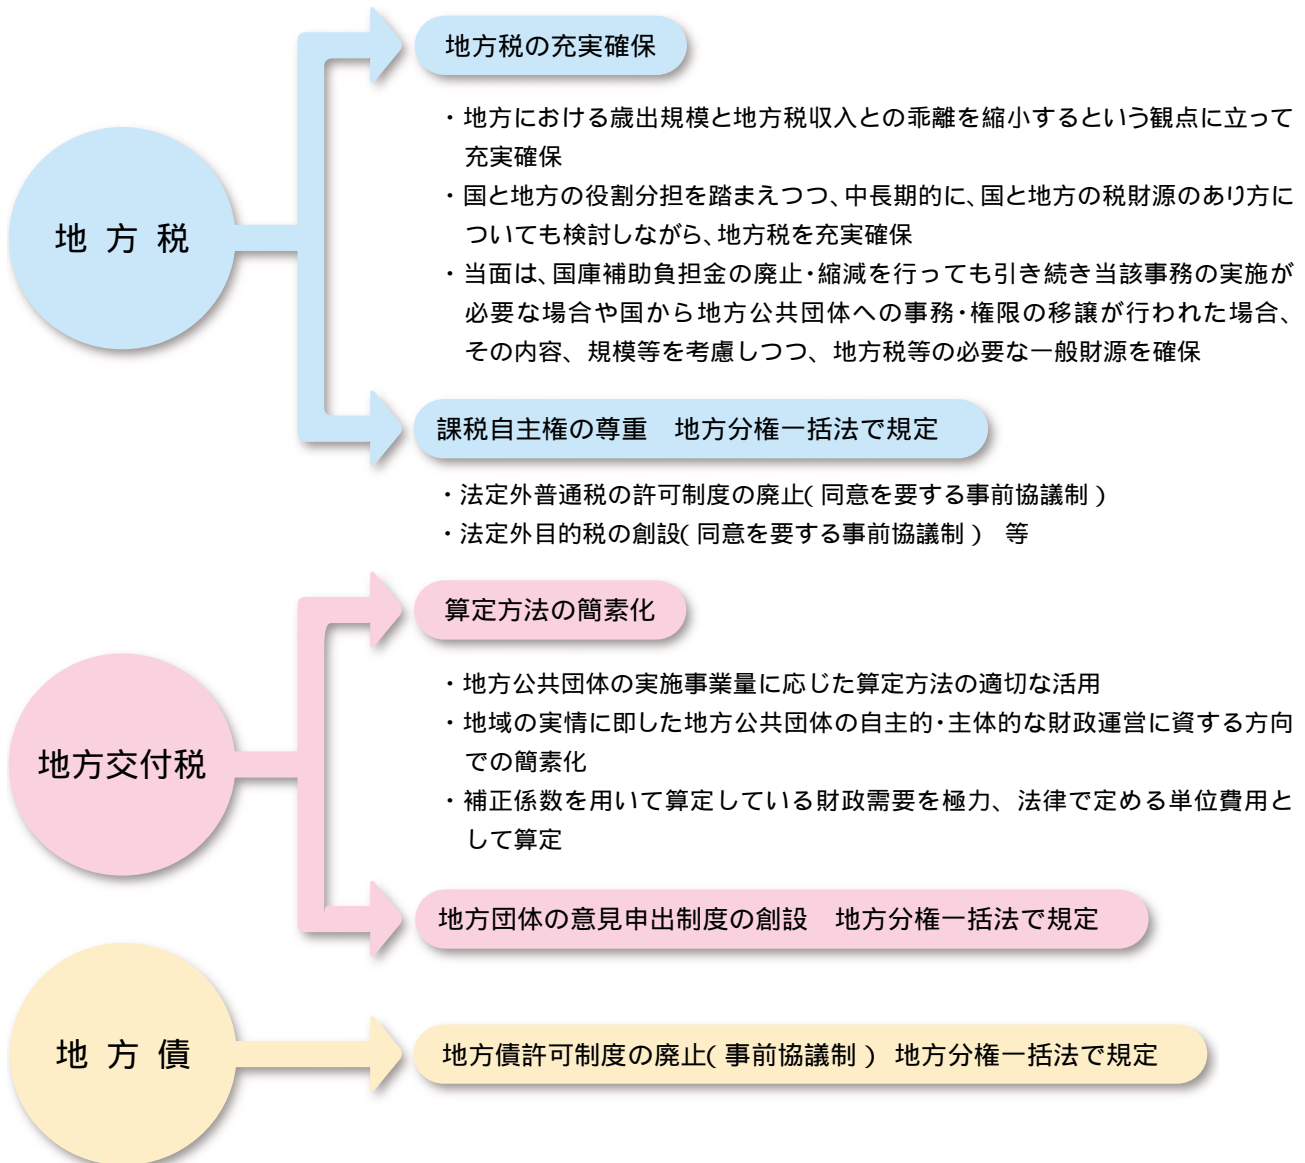 地方税の充実確保
・地方における歳出規模と地方税収入との乖離を縮小するという観点に立って
充実確保
・国と地方の役割分担を踏まえつつ、中長期的に、国と地方の税財源のあり方に
ついても検討しながら、地方税を充実確保
・当面は、国庫補助負担金の廃止・縮減を行っても引き続き当該事務の実施が
必要な場合や国から地方公共団体への事務・権限の移譲が行われた場合、
その内容、規模等を考慮しつつ、地方税等の必要な一般財源を確保
地 方 税
課税自主権の尊重　地方分権一括法で規定
・法定外普通税の許可制度の廃止( 同意を要する事前協議制 )
・法定外目的税の創設( 同意を要する事前協議制 )　等
算定方法の簡素化
・地方公共団体の実施事業量に応じた算定方法の適切な活用
・地域の実情に即した地方公共団体の自主的・主体的な財政運営に資する方向
での簡素化
・補正係数を用いて算定している財政需要を極力、法律で定める単位費用と
して算定
地方交付税
地方団体の意見申出制度の創設　地方分権一括法で規定
地 方 債
地方債許可制度の廃止( 事前協議制 )　地方分権一括法で規定